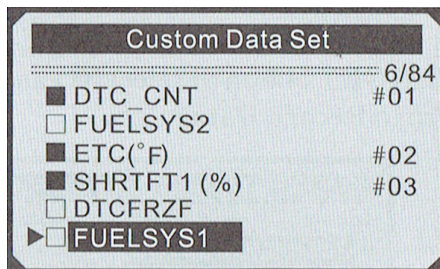 Custom Data Set
6/84
DTC_CNT #01
FUELSYS2
ETC(°F) #02
SHRTFT1 (%) #03
DTCFRZF
FUELSYS1